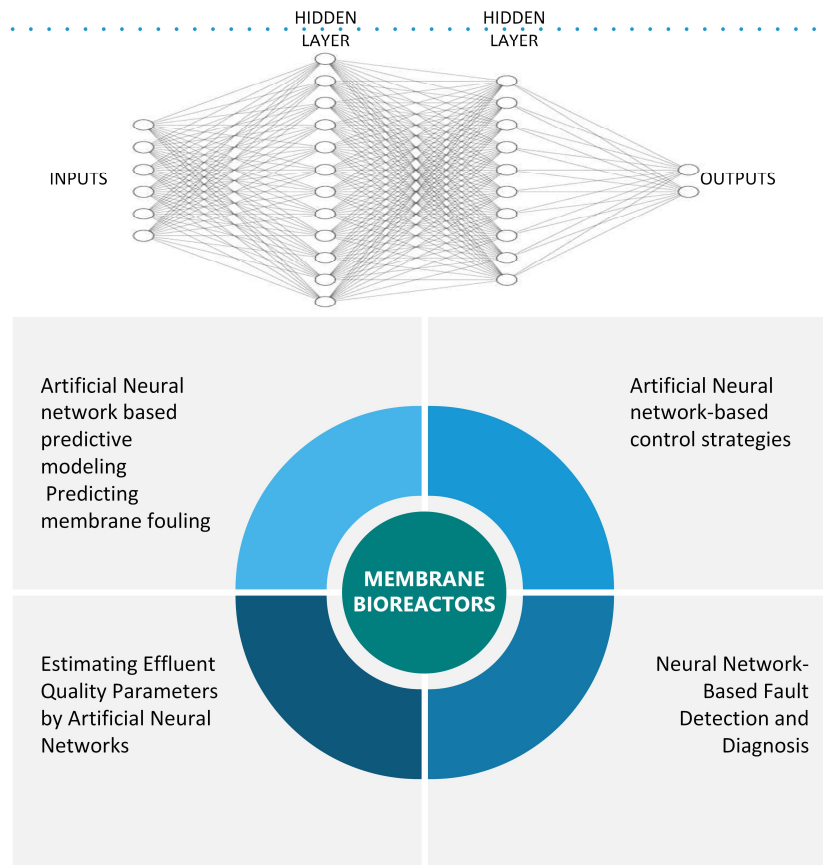 HIDDEN
LAYER
HIDDEN
LAYER
INPUTS
OUTPUTS
Artificial Neural
network based
predictive
modeling
Predicting
membrane fouling
Artificial Neural
network-based
control strategies
MEMBRANE
BIOREACTORS
Estimating Effluent
Quality Parameters
by Artificial Neural
Networks
Neural Network-
Based Fault
Detection and
Diagnosis